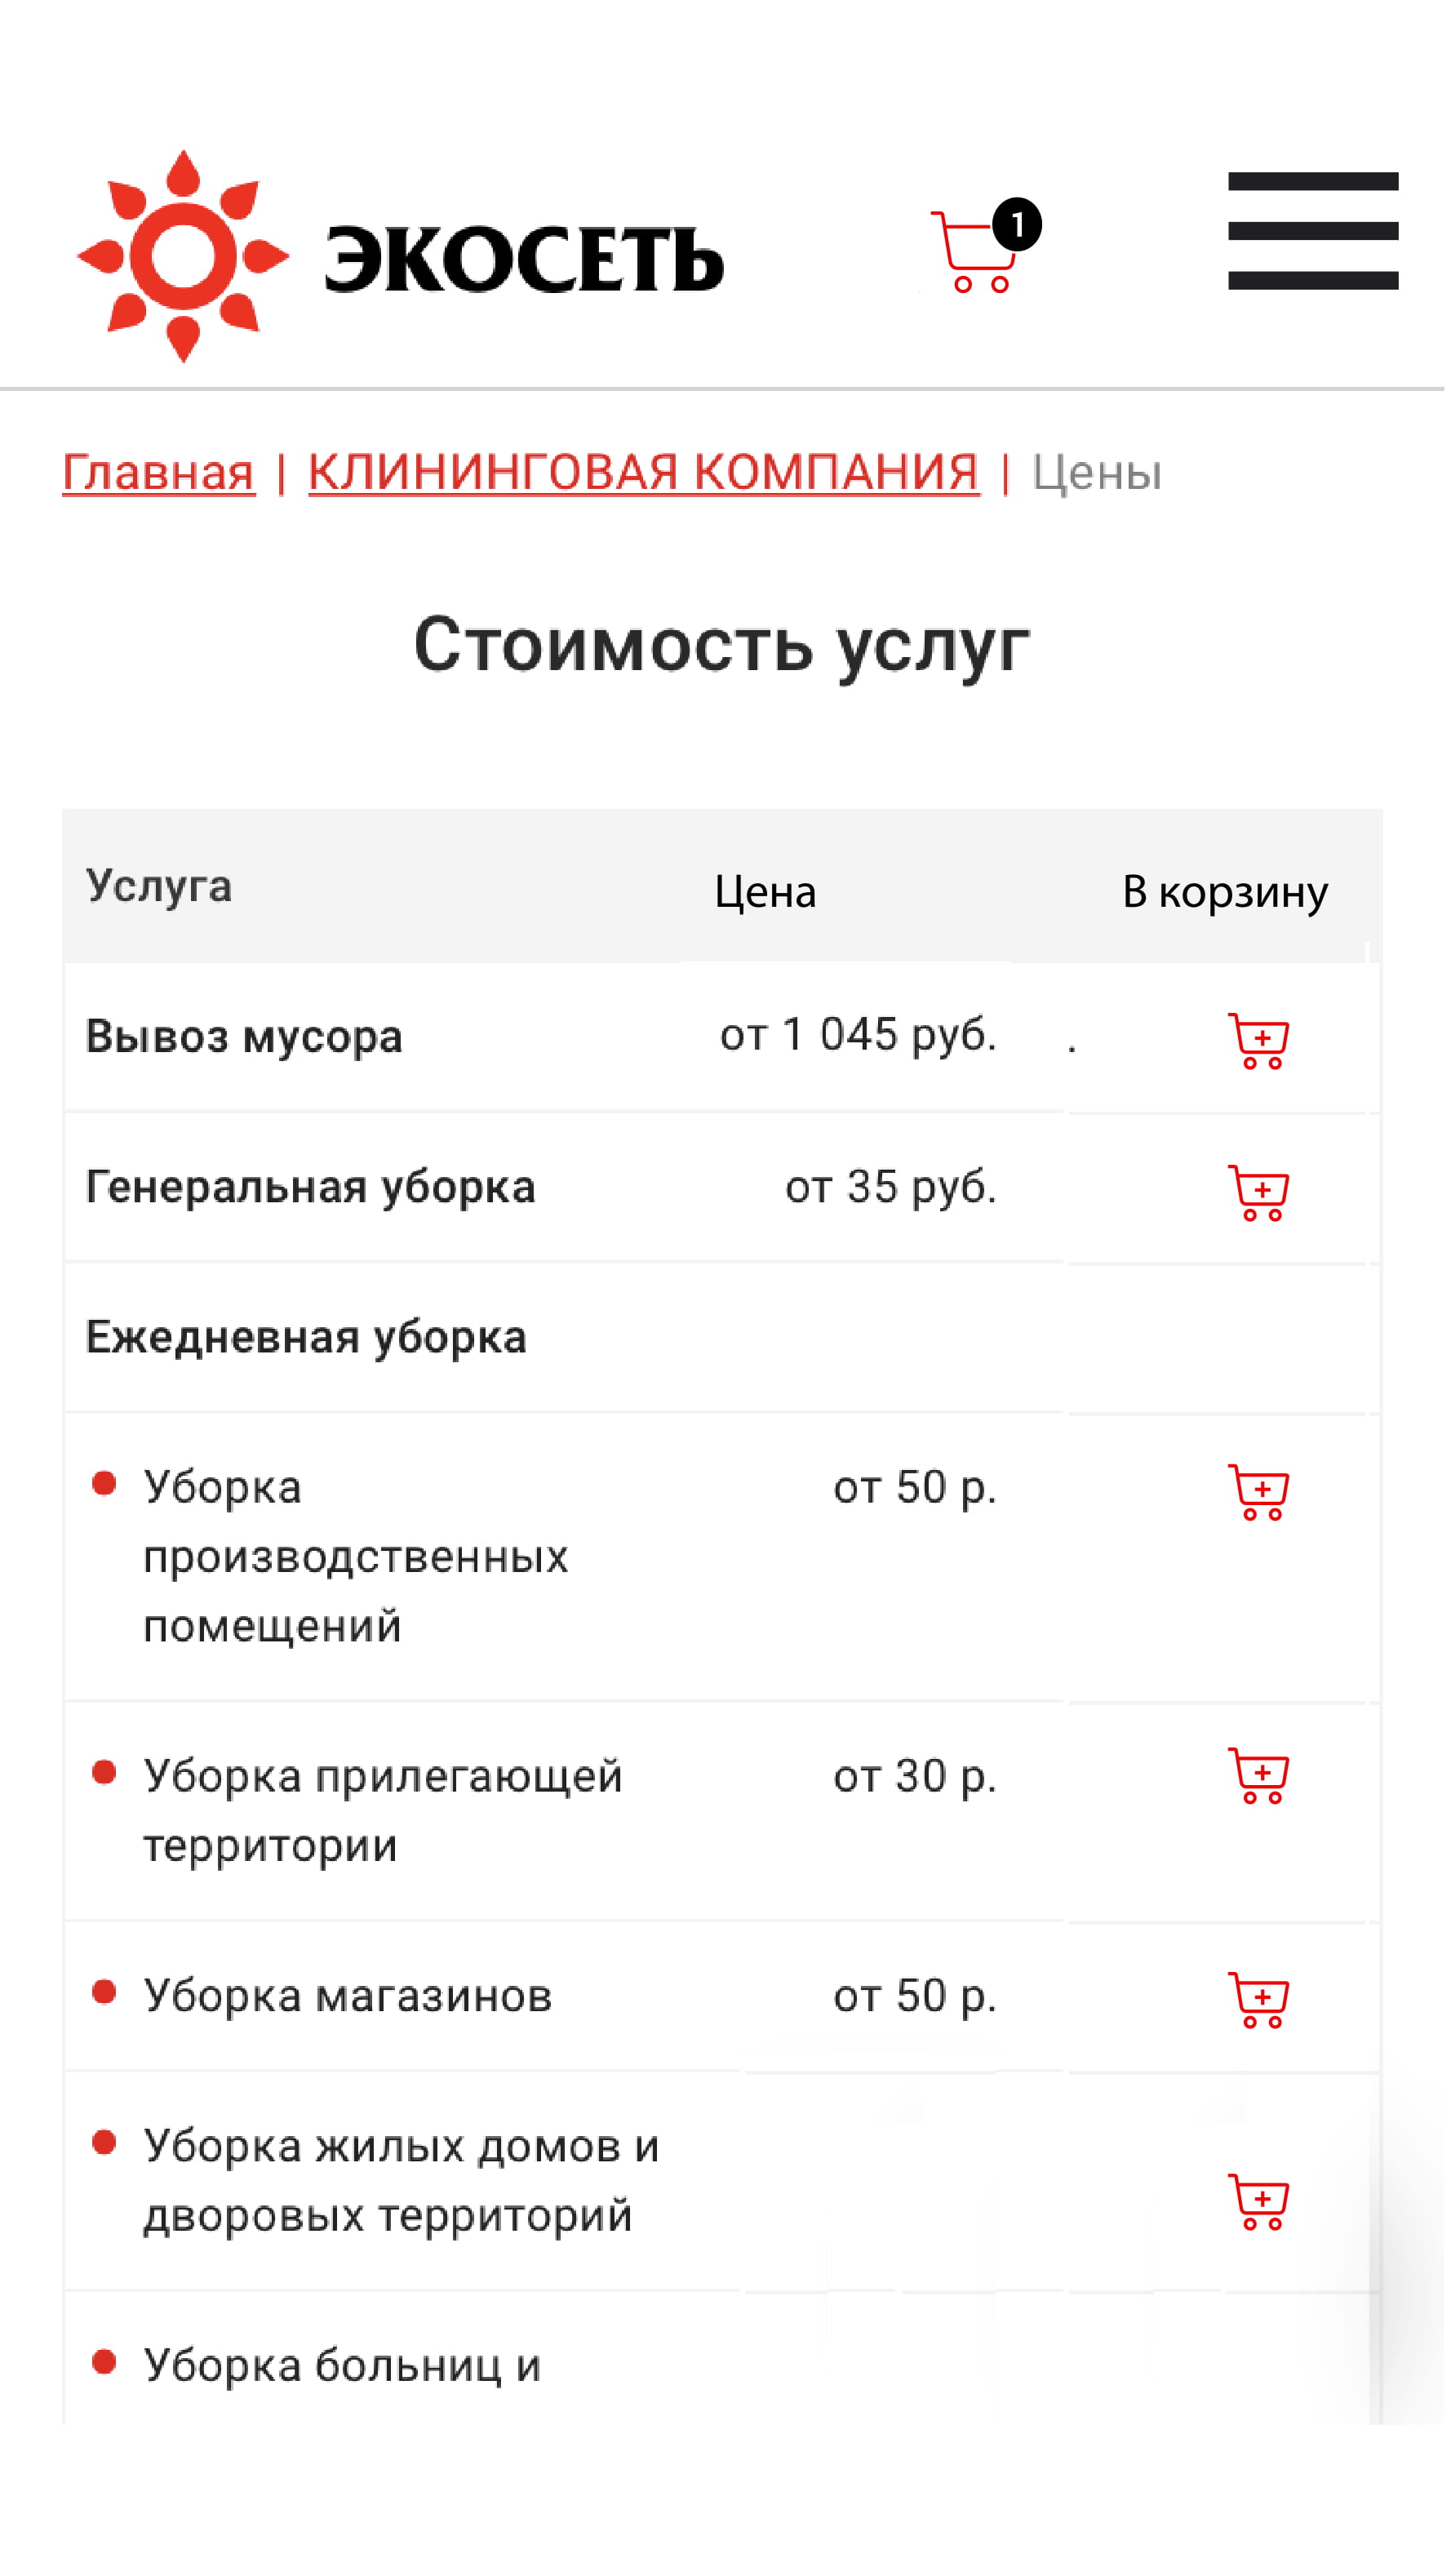 ЭКОСЕТЬ
1
Главная | КЛИНИНГОВАЯ КОМПАНИЯ | Цены
Стоимость услуг
Услуга Цена В корзину
Вывоз мусора от 1 045 руб. .
Генеральная уборка от 35 руб.
Ежедневная уборка
Уборка от 50 р.
производственных
помещений
Уборка прилегающей от 30 р.
территории
Уборка магазинов от 50 р.
Уборка жилых домов и
дворовых территорий
Уборка больниц и